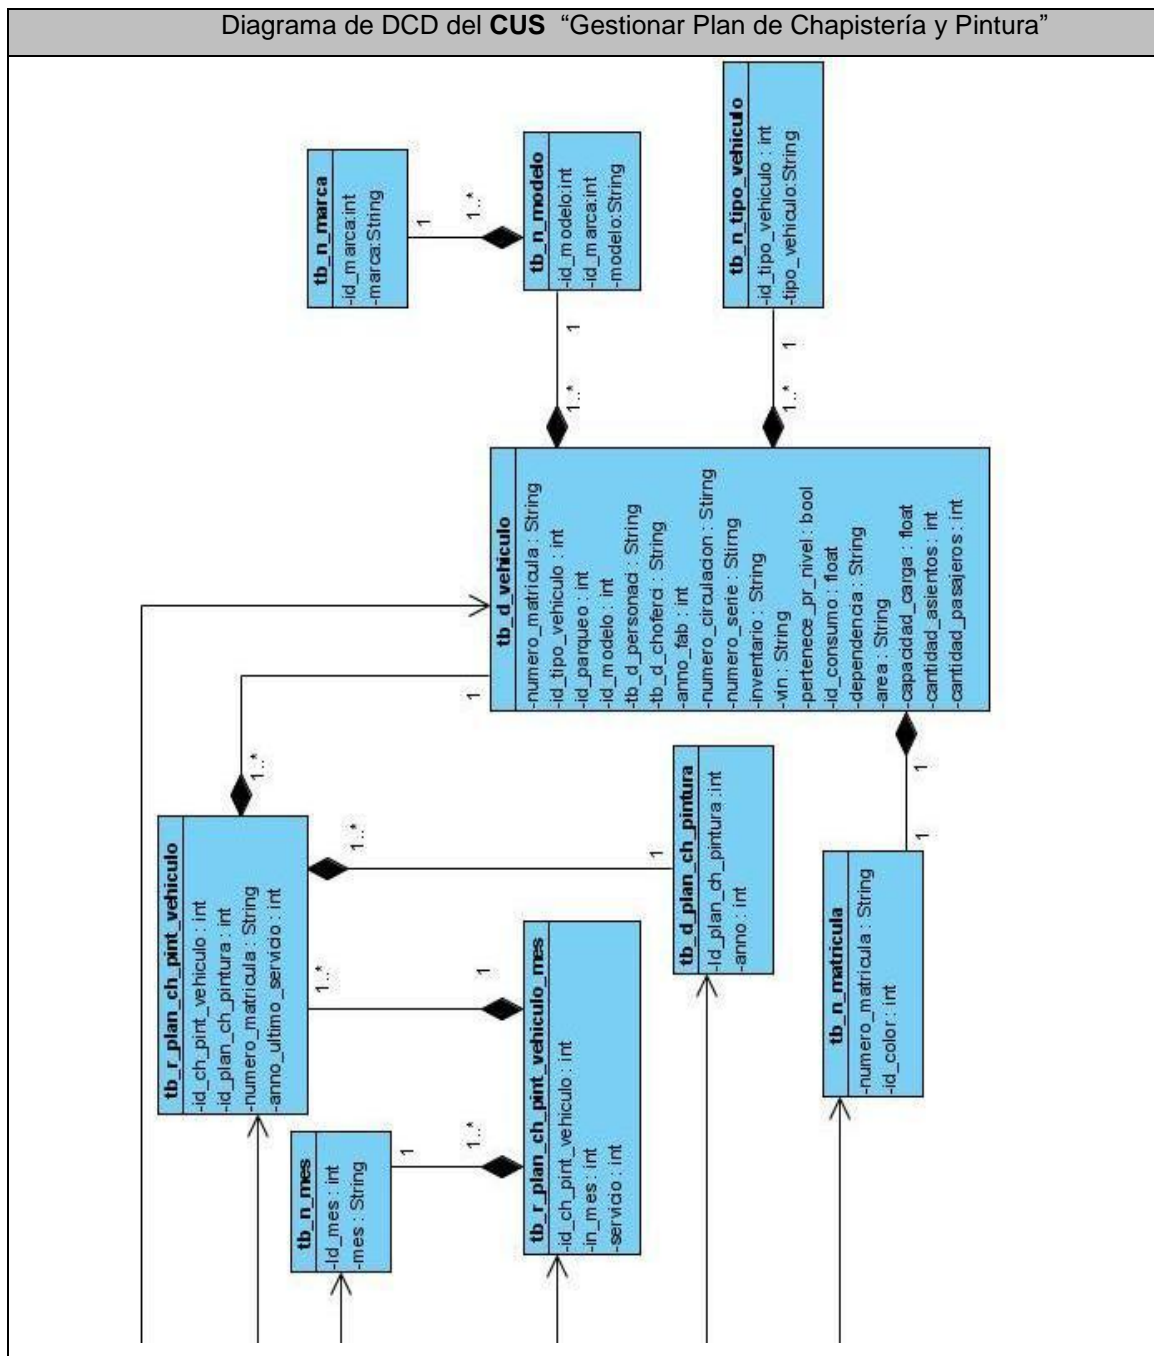 Diagrama de DCD del CUS “Gestionar Plan de Chapistería y Pintura”
tb_n_marca
-id_marca:int
-marca:String
1
1..*
tb_n_modelo
-id_modelo:int
-id_marca:int
-modelo:String
1
1..*
tb_n_tipo_vehiculo
-id_tipo_vehiculo : int
-tipo_vehiculo:String
1
1..*
tb_d_vehiculo
-numero_matricula : String
-id_tipo_vehiculo : int
-id_parqueo : int
-id_modelo : int
-tb_d_personaci : String
-tb_d_choferci : String
-anno_fab : int
-numero_circulacion : Stirng
-numero_serie : Stirng
-inventario : String
-vin : String
-pertenece_pr_nivel : bool
-id_consumo : float
-dependencia : String
-area : String
-capacidad_carga : float
-cantidad_asientos : int
-cantidad_pasajeros : int
1
1..*
1
1
tb_r_plan_ch_pint_vehiculo
-id_ch_pint_vehiculo : int
-id_plan_ch_pintura : int
-numero_matricula : String
-anno_ultimo_servicio : int
1..*
1
1..*
1
tb_d_plan_ch_pintura
-Id_plan_ch_pintura :int
-anno : int
tb_n_matricula
-numero_matricula : String
-id_color : int
tb_r_plan_ch_pint_vehiculo_mes
-id_ch_pint_vehiculo : int
-in_mes : int
-servicio : int
1..*
1
tb_n_mes
-Id_mes : int
-mes : String